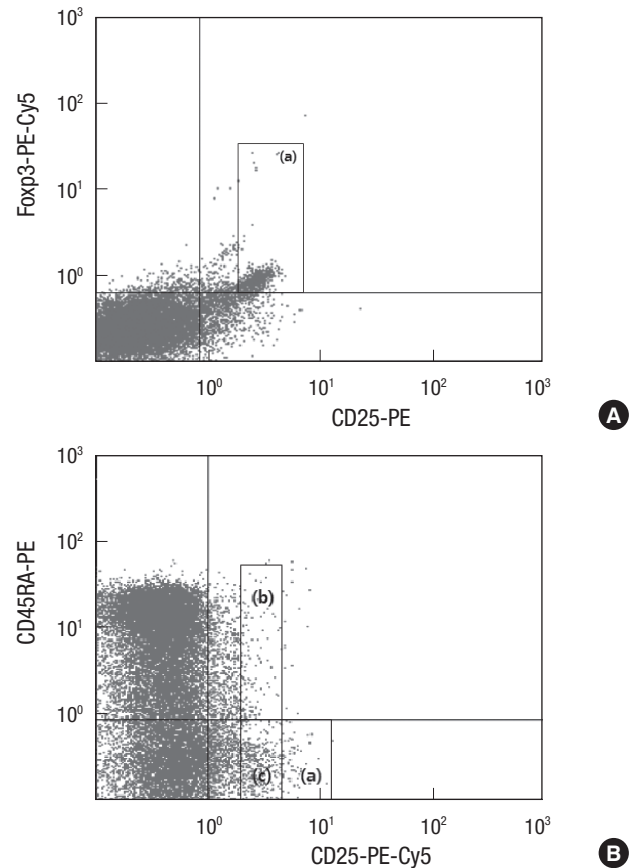 10³
10²
10¹
10⁰
Foxp3-PE-Cy5
(a)
10⁰ 10¹ 10² 10³
CD25-PE
A
10³
10²
10¹
10⁰
CD45RA-PE
(b)
(c) (a)
10⁰ 10¹ 10² 10³
CD25-PE-Cy5
B